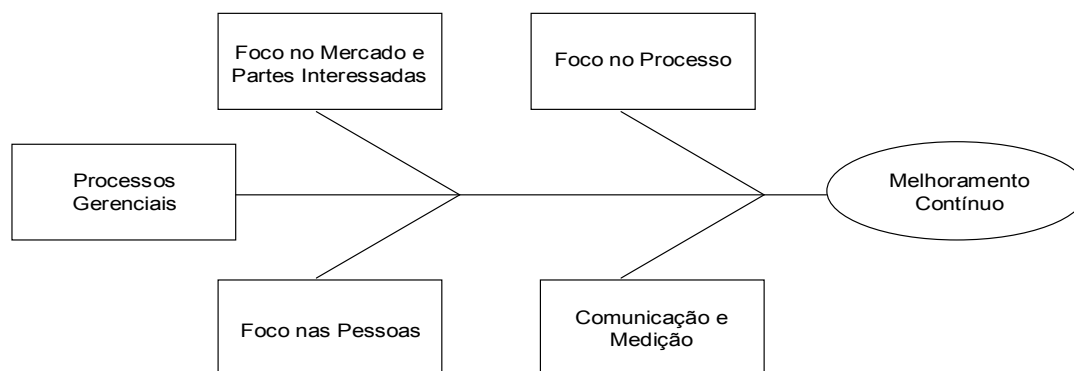 Foco no Mercado e
Partes Interessadas
Foco no Processo
Processos
Gerenciais
Melhoramento
Contínuo
Foco nas Pessoas
Comunicação e
Medição